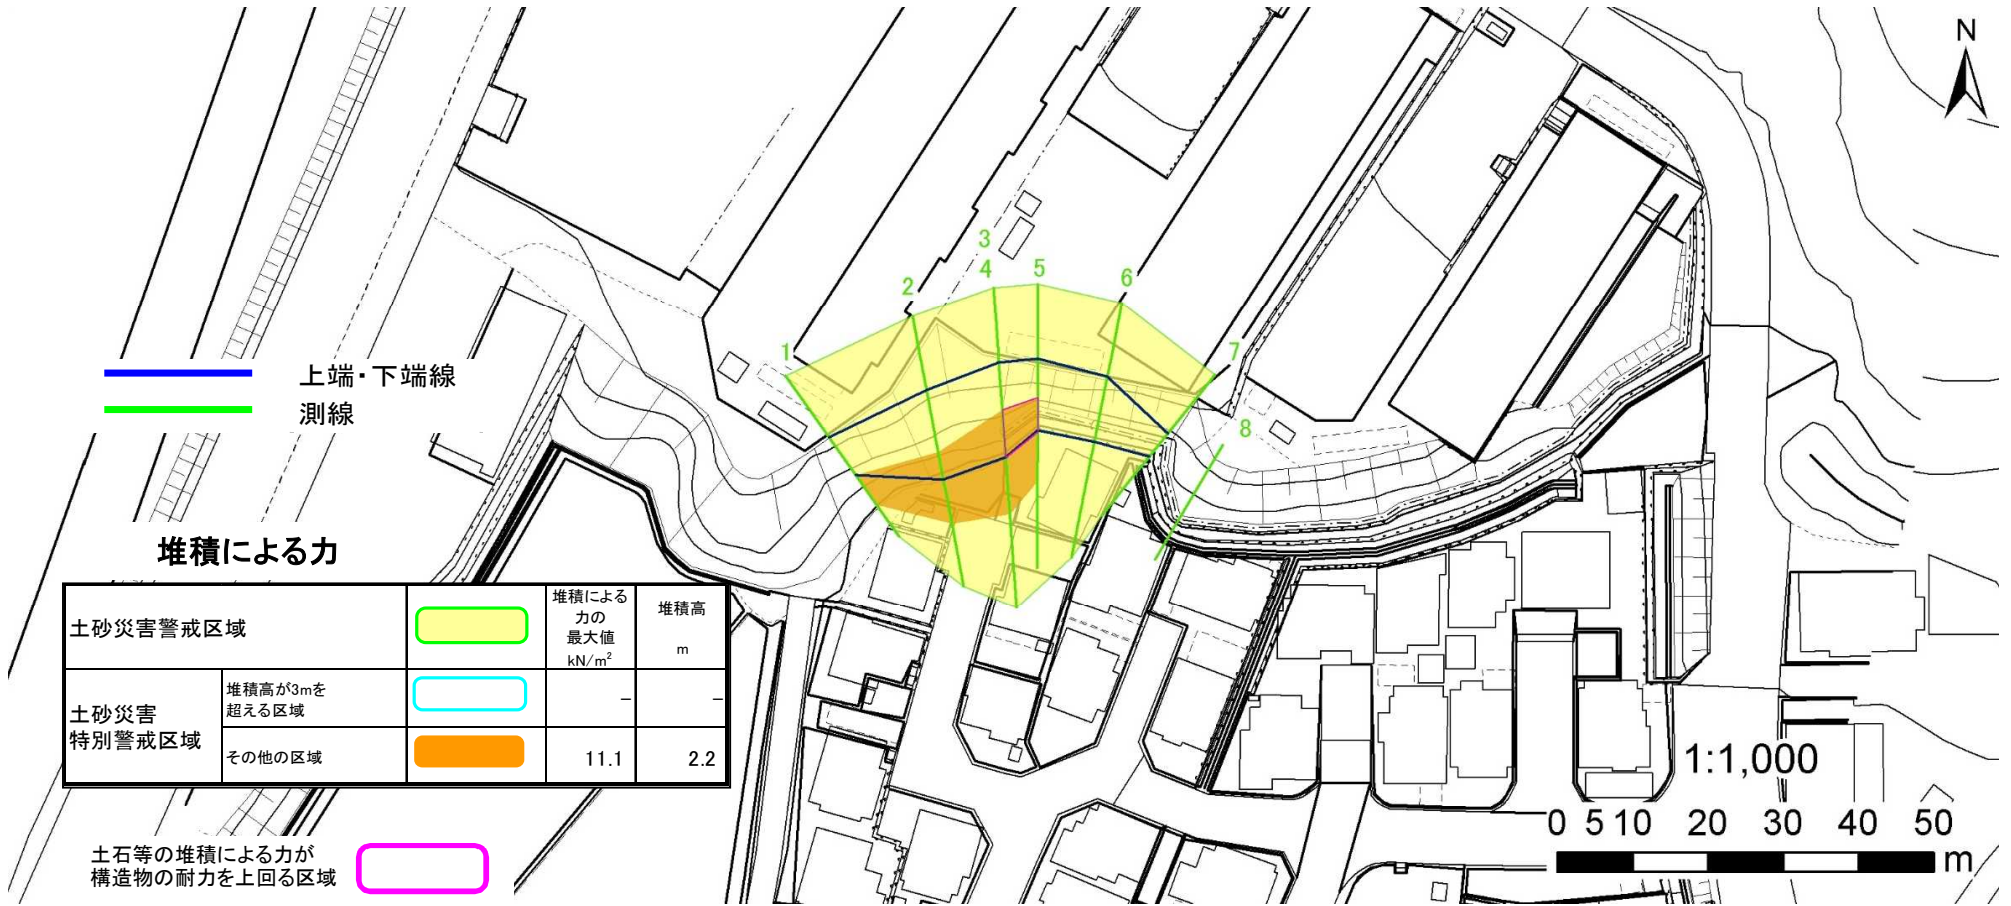 N
3
4
5
2
6
1
7
8
上端・下端線
測線
堆積による力
土砂災害警戒区域
堆積による
力の
最大値
kN/m²
堆積高
m
土砂災害
特別警戒区域
堆積高が3mを
超える区域
－
－
その他の区域
11.1
2.2
土石等の堆積による力が
構造物の耐力を上回る区域
1:1,000
0 5 10 20 30 40 50
m